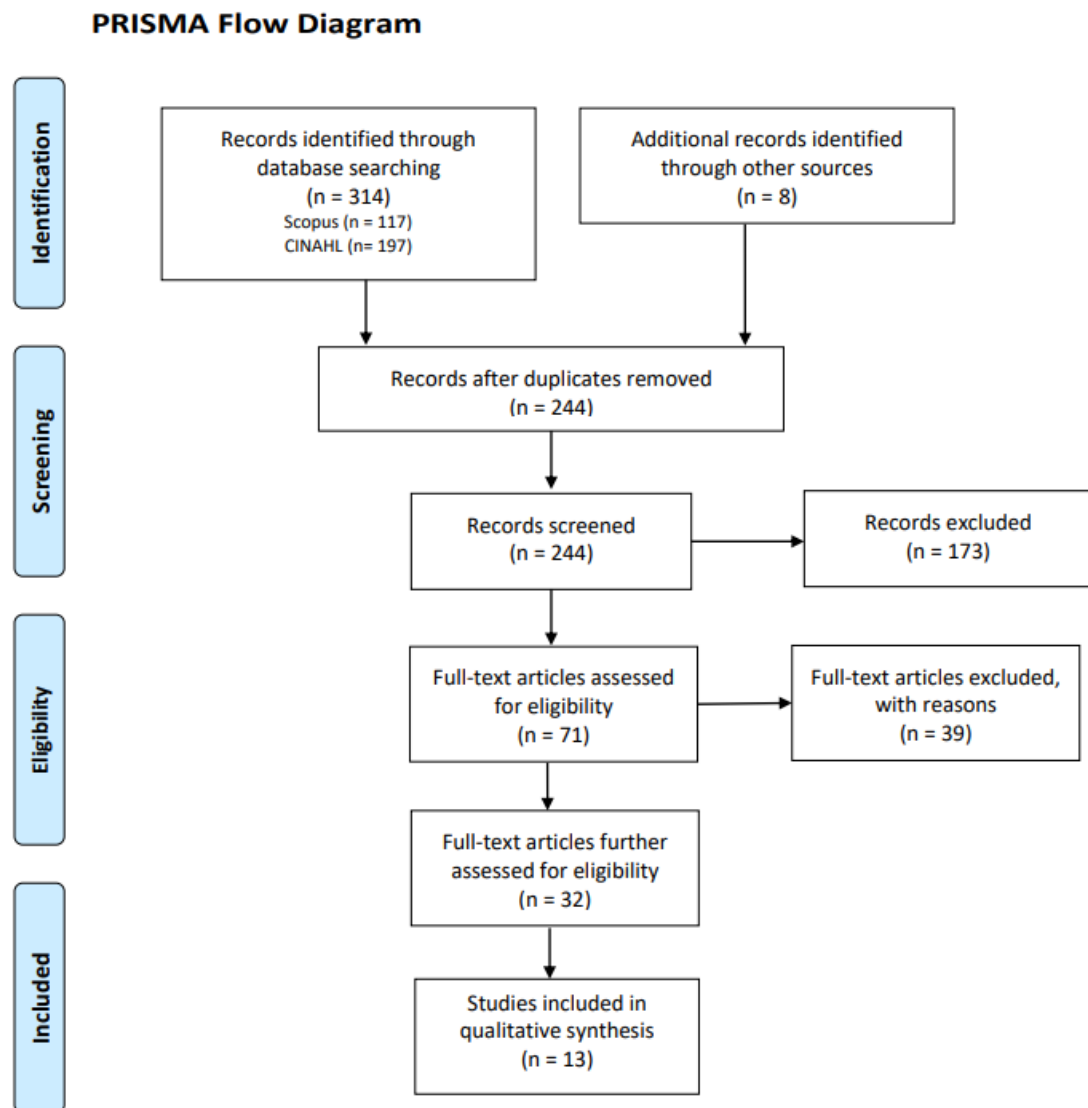 PRISMA Flow Diagram
Identification
Records identified through
database searching
(n = 314)
Scopus (n = 117)
CINAHL (n= 197)
Additional records identified
through other sources
(n = 8)
Screening
Records after duplicates removed
(n = 244)
Records screened
(n = 244)
Records excluded
(n = 173)
Eligibility
Full-text articles assessed
for eligibility
(n = 71)
Full-text articles excluded,
with reasons
(n = 39)
Full-text articles further
assessed for eligibility
(n = 32)
Included
Studies included in
qualitative synthesis
(n = 13)